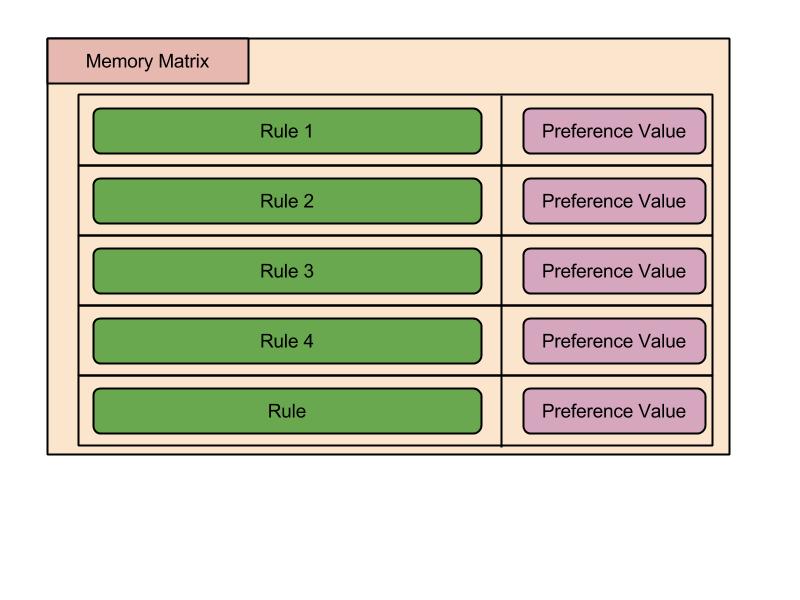 Memory Matrix
Rule 1
Preference Value
Rule 2
Preference Value
Rule 3
Preference Value
Rule 4
Preference Value
Rule
Preference Value